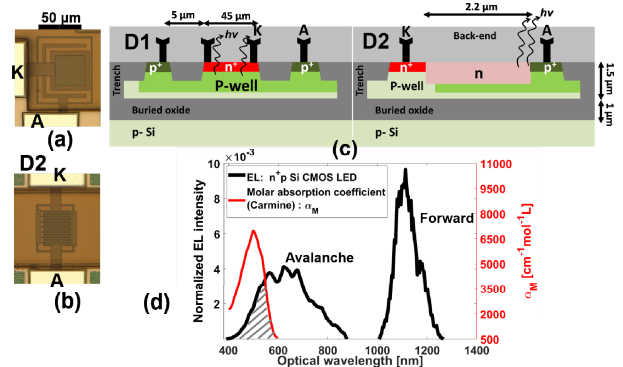 50 μm
K
A
(a)
D2
K
A
(b)
D1
5 μm
45 μm
hν
K
A
Trench
p+
n+
P-well
Buried oxide
p- Si
D2
2.2 μm
hν
K
Back-end
A
Trench
n+
n
p+
P-well
1.5 μm
1 μm
Buried oxide
p- Si
(c)
(d)
×10⁻³
EL: n+p Si CMOS LED
Molar absorption coefficient
(Carmine) : αM
Avalanche
Forward
Normalized EL intensity
10
8
6
4
2
400 600 800 1000 1200 1400
Optical wavelength [nm]
11000
9500
8000
6500
5000
3500
2000
500
αM [cm-1mol-1L]